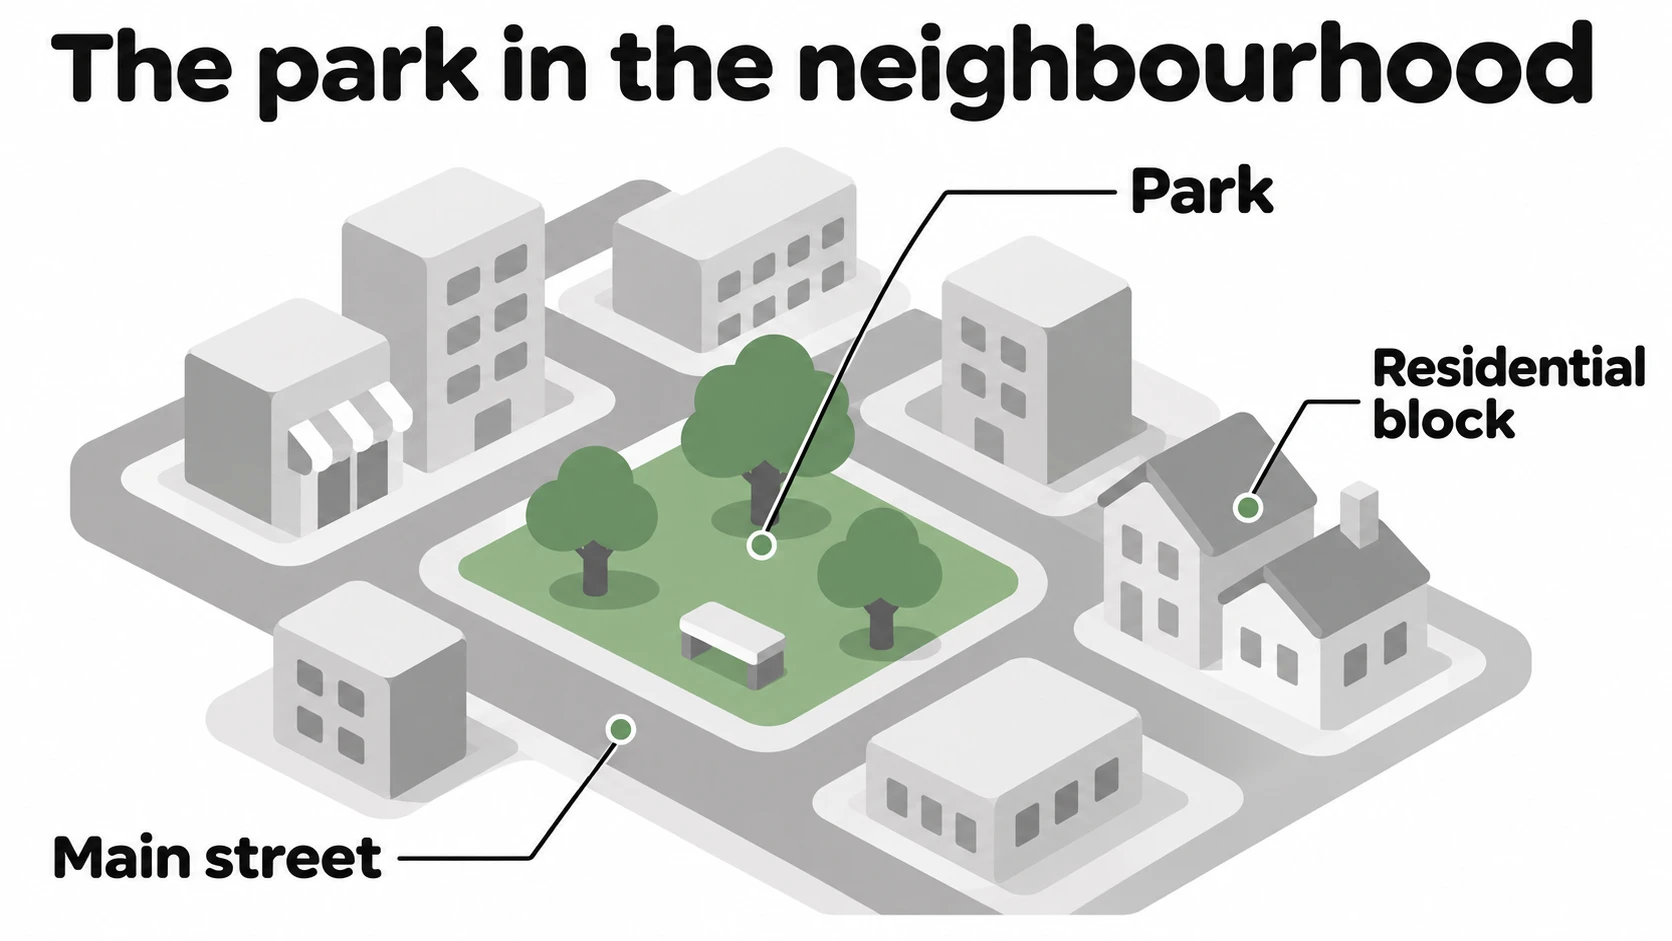 The park in the neighbourhood
Park
Residential
block
Main street